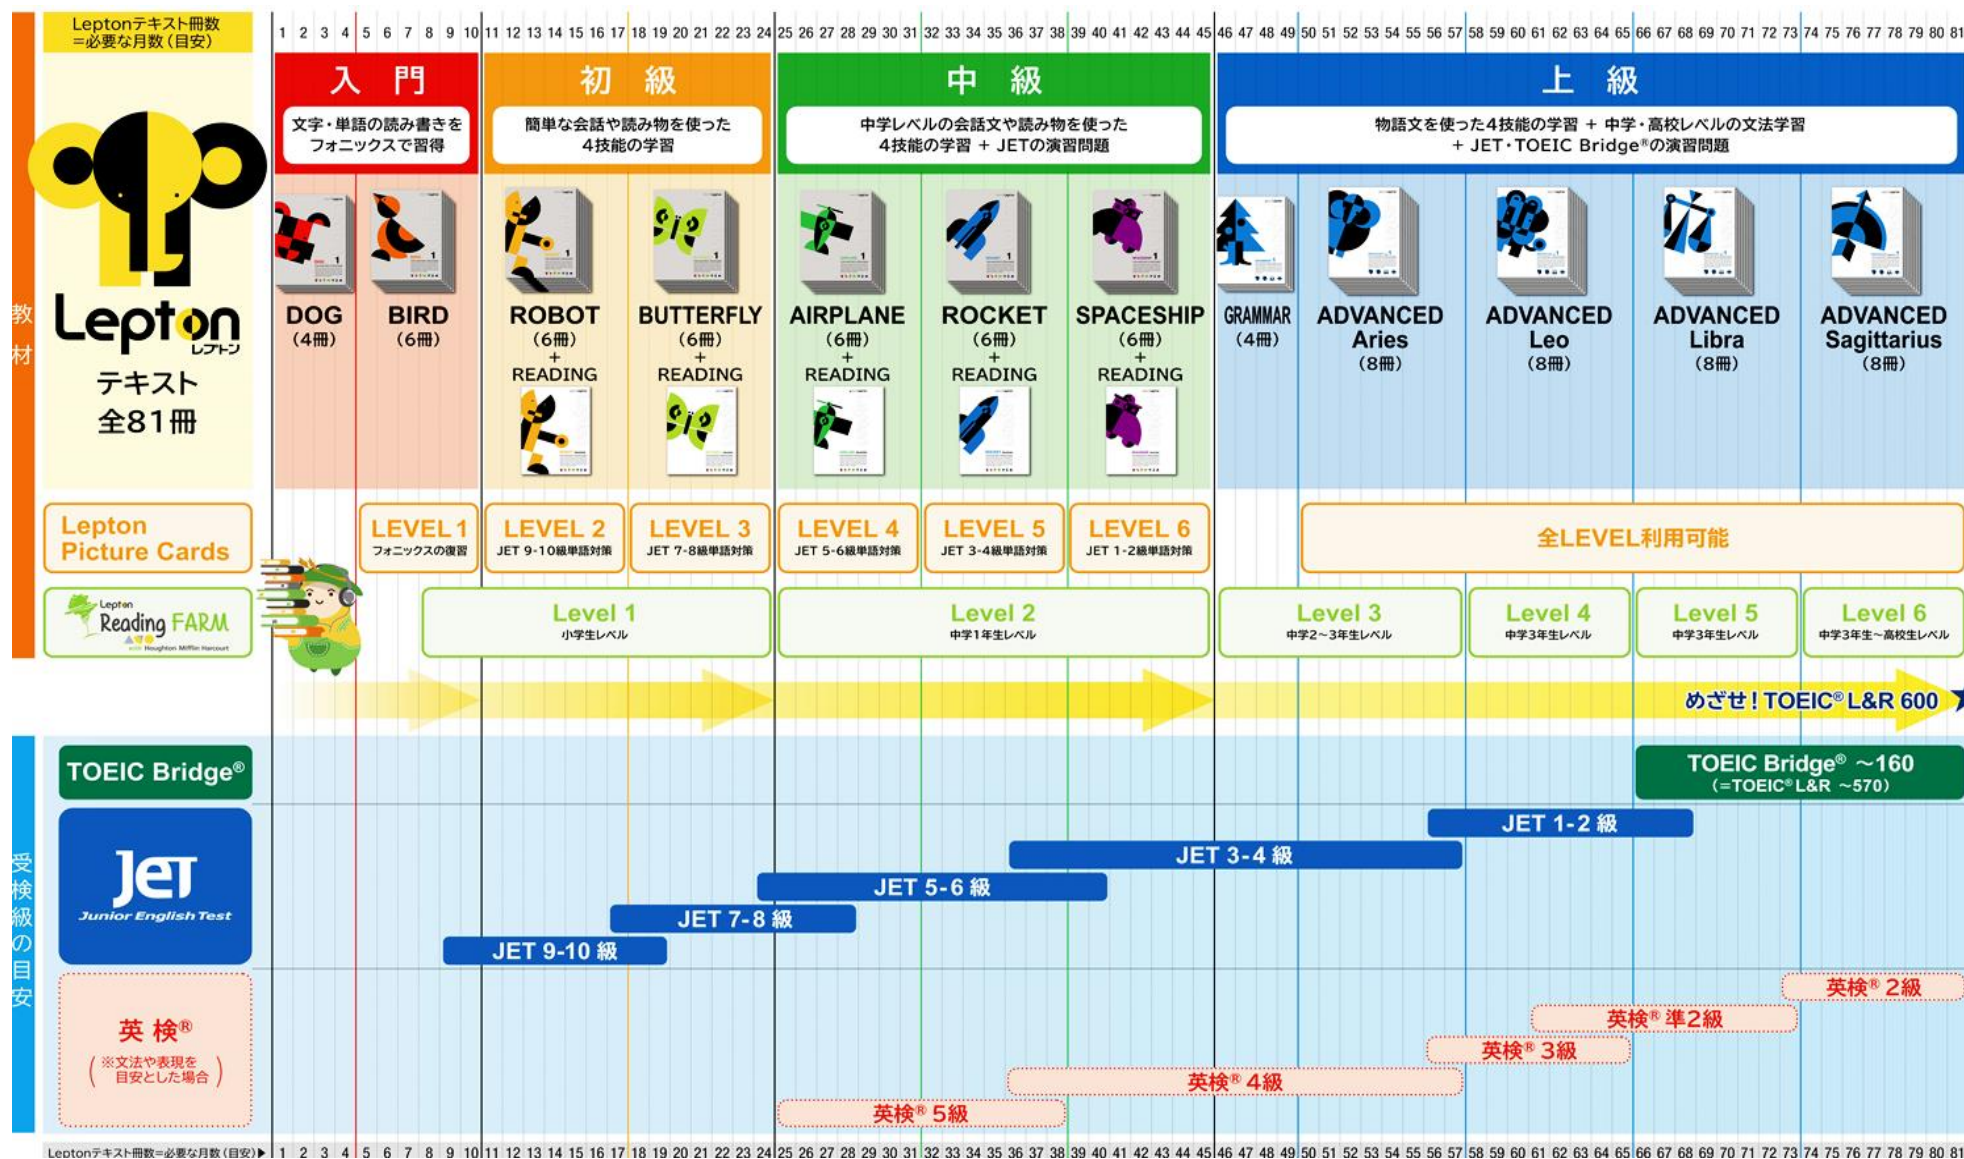 Leptonテキスト冊数
=必要な月数(目安)
1 2 3 4 5 6 7 8 9 10 11 12 13 14 15 16 17 18 19 20 21 22 23 24 25 26 27 28 29 30 31 32 33 34 35 36 37 38 39 40 41 42 43 44 45 46 47 48 49 50 51 52 53 54 55 56 57 58 59 60 61 62 63 64 65 66 67 68 69 70 71 72 73 74 75 76 77 78 79 80 81
教材
Lepton
レプトン
テキスト
全81冊
入門
文字・単語の読み書きを
フォニックスで習得
初級
簡単な会話や読み物を使った
4技能の学習
中級
中学レベルの会話文や読み物を使った
4技能の学習 + JETの演習問題
上級
物語文を使った4技能の学習 + 中学・高校レベルの文法学習
+ JET・TOEIC Bridge®の演習問題
DOG
(4冊)
BIRD
(6冊)
ROBOT
(6冊)
+
READING
BUTTERFLY
(6冊)
+
READING
AIRPLANE
(6冊)
+
READING
ROCKET
(6冊)
+
READING
SPACESHIP
(6冊)
+
READING
GRAMMAR
(4冊)
ADVANCED
Aries
(8冊)
ADVANCED
Leo
(8冊)
ADVANCED
Libra
(8冊)
ADVANCED
Sagittarius
(8冊)
Lepton
Picture Cards
LEVEL 1
フォニックスの復習
LEVEL 2
JET 9-10級単語対策
LEVEL 3
JET 7-8級単語対策
LEVEL 4
JET 5-6級単語対策
LEVEL 5
JET 3-4級単語対策
LEVEL 6
JET 1-2級単語対策
全LEVEL利用可能
Lepton
Reading FARM
with Houghton Mifflin Harcourt
Level 1
小学生レベル
Level 2
中学1年生レベル
Level 3
中学2～3年生レベル
Level 4
中学3年生レベル
Level 5
中学3年生レベル
Level 6
中学3年生～高校生レベル
めざせ！TOEIC® L&R 600
受検級の目安
TOEIC Bridge®
TOEIC Bridge® ～160
(=TOEIC® L&R ～570)
JET
Junior English Test
JET 1-2 級
JET 3-4 級
JET 5-6 級
JET 7-8 級
JET 9-10 級
英検®
(※文法や表現を
目安とした場合)
英検® 2級
英検® 準2級
英検® 3級
英検® 4級
英検® 5級
Leptonテキスト冊数=必要な月数(目安)▶ 1 2 3 4 5 6 7 8 9 10 11 12 13 14 15 16 17 18 19 20 21 22 23 24 25 26 27 28 29 30 31 32 33 34 35 36 37 38 39 40 41 42 43 44 45 46 47 48 49 50 51 52 53 54 55 56 57 58 59 60 61 62 63 64 65 66 67 68 69 70 71 72 73 74 75 76 77 78 79 80 81